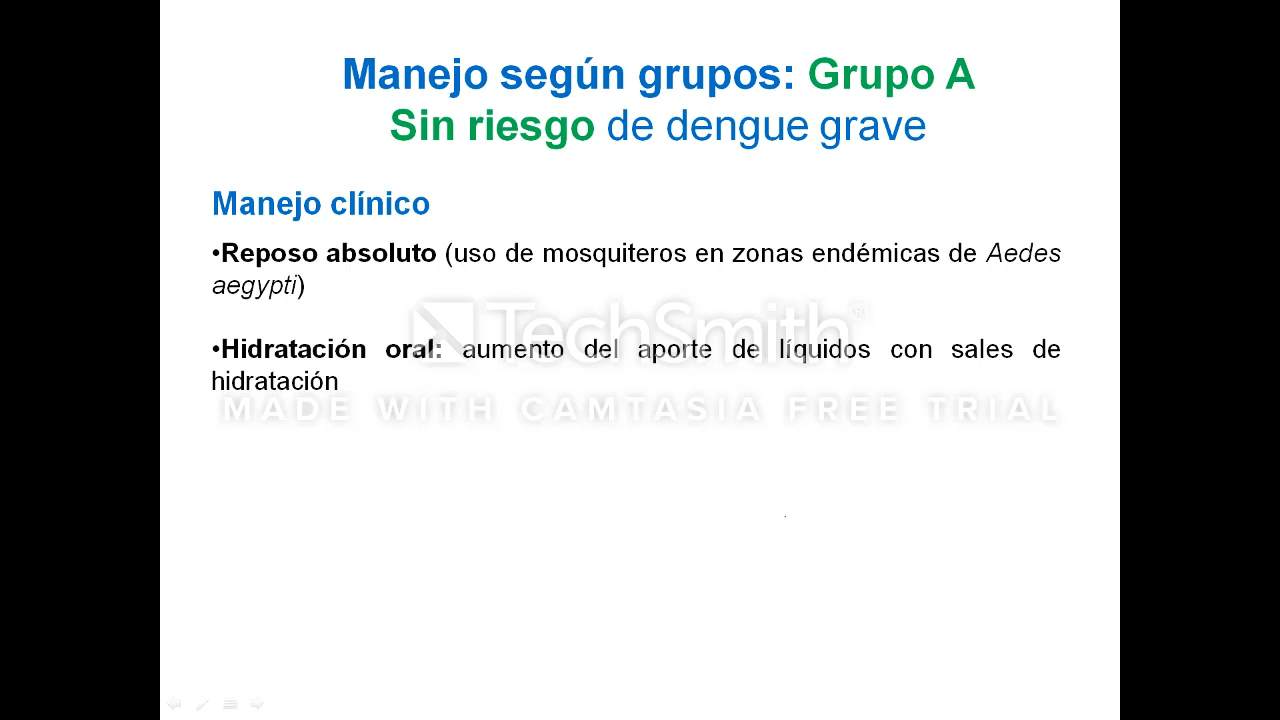 Manejo según grupos: Grupo A
Sin riesgo de dengue grave
Manejo clínico
•Reposo absoluto (uso de mosquiteros en zonas endémicas de Aedes
aegypti)
TechSmith®
•Hidratación oral: aumento del aporte de líquidos con sales de
hidratación
MADE WITH CAMTASIA FREE TRIAL